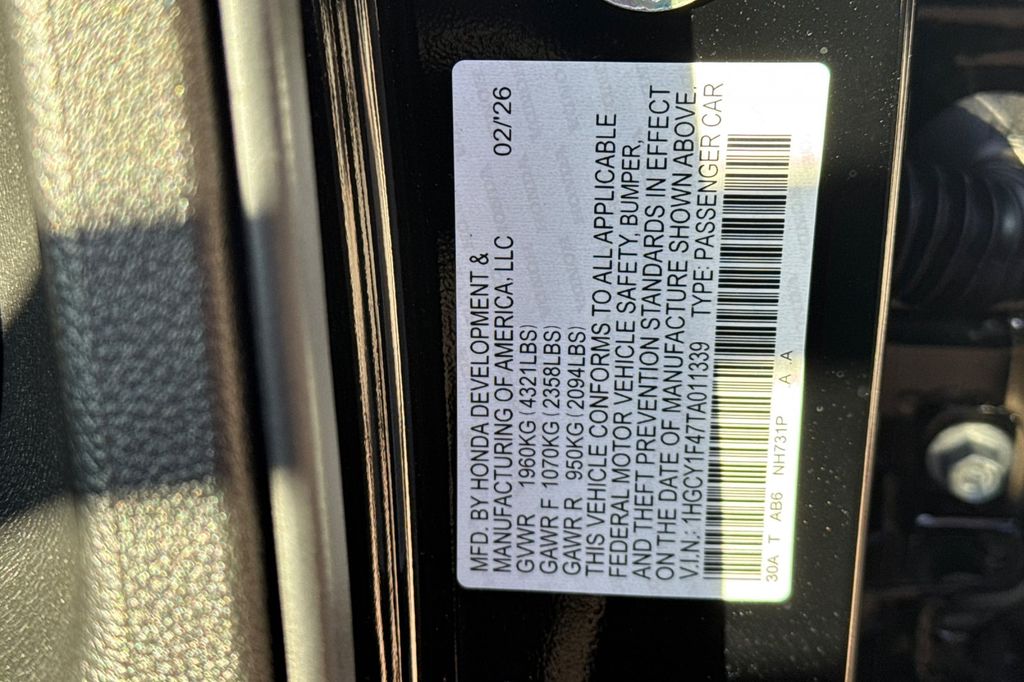 MFD. BY HONDA DEVELOPMENT &
MANUFACTURING OF AMERICA, LLC 02/'26
GVWR 1960KG (4321LBS)
GAWR F 1070KG (2358LBS)
GAWR R 950KG (2094LBS)
THIS VEHICLE CONFORMS TO ALL APPLICABLE
FEDERAL MOTOR VEHICLE SAFETY, BUMPER,
AND THEFT PREVENTION STANDARDS IN EFFECT
ON THE DATE OF MANUFACTURE SHOWN ABOVE.
V.I.N.: 1HGCY1F47TA011339 TYPE: PASSENGER CAR
30A T AB6 NH731P A A